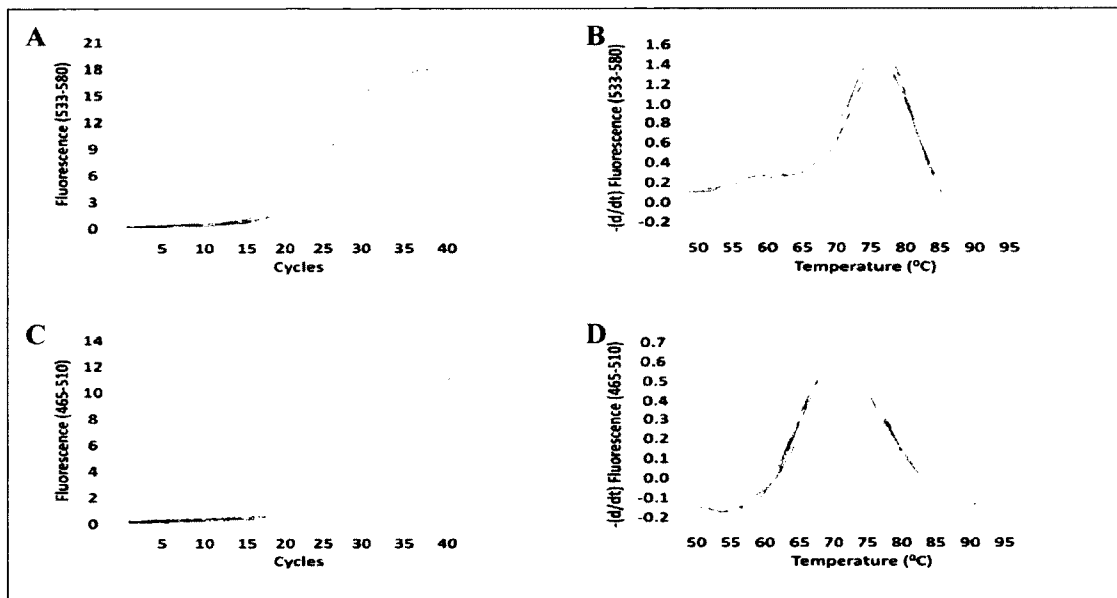 A
Fluorescence (533-580)
21
18
15
12
9
6
3
0
5 10 15 20 25 30 35 40
Cycles
B
-(d/dt) Fluorescence (533-580)
1.6
1.4
1.2
1.0
0.8
0.6
0.4
0.2
0.0
-0.2
50 55 60 65 70 75 80 85 90 95
Temperature (°C)
C
Fluorescence (465-510)
14
12
10
8
6
4
2
0
5 10 15 20 25 30 35 40
Cycles
D
-(d/dt) Fluorescence (465-510)
0.7
0.6
0.5
0.4
0.3
0.2
0.1
0.0
-0.1
-0.2
50 55 60 65 70 75 80 85 90 95
Temperature (°C)